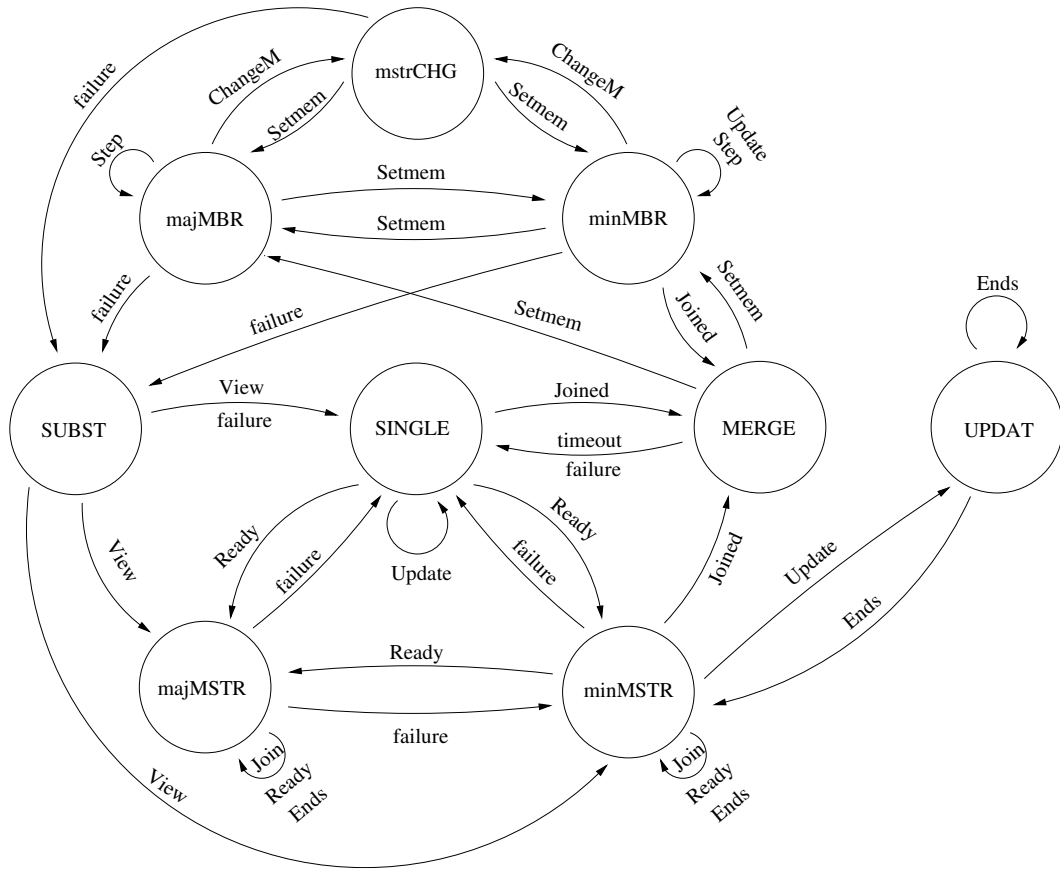 mstrCHG
failure
ChangeM
Setmem
ChangeM
Setmem
Step
Update
Step
majMBR
Setmem
Setmem
minMBR
failure
failure
Setmem
Joined
Setmem
Ends
SUBST
View
failure
SINGLE
Joined
timeout
failure
MERGE
UPDAT
View
Ready
failure
Update
failure
Ready
Joined
Update
Ends
majMSTR
Ready
failure
minMSTR
View
Join
Ready
Ends
Join
Ready
Ends